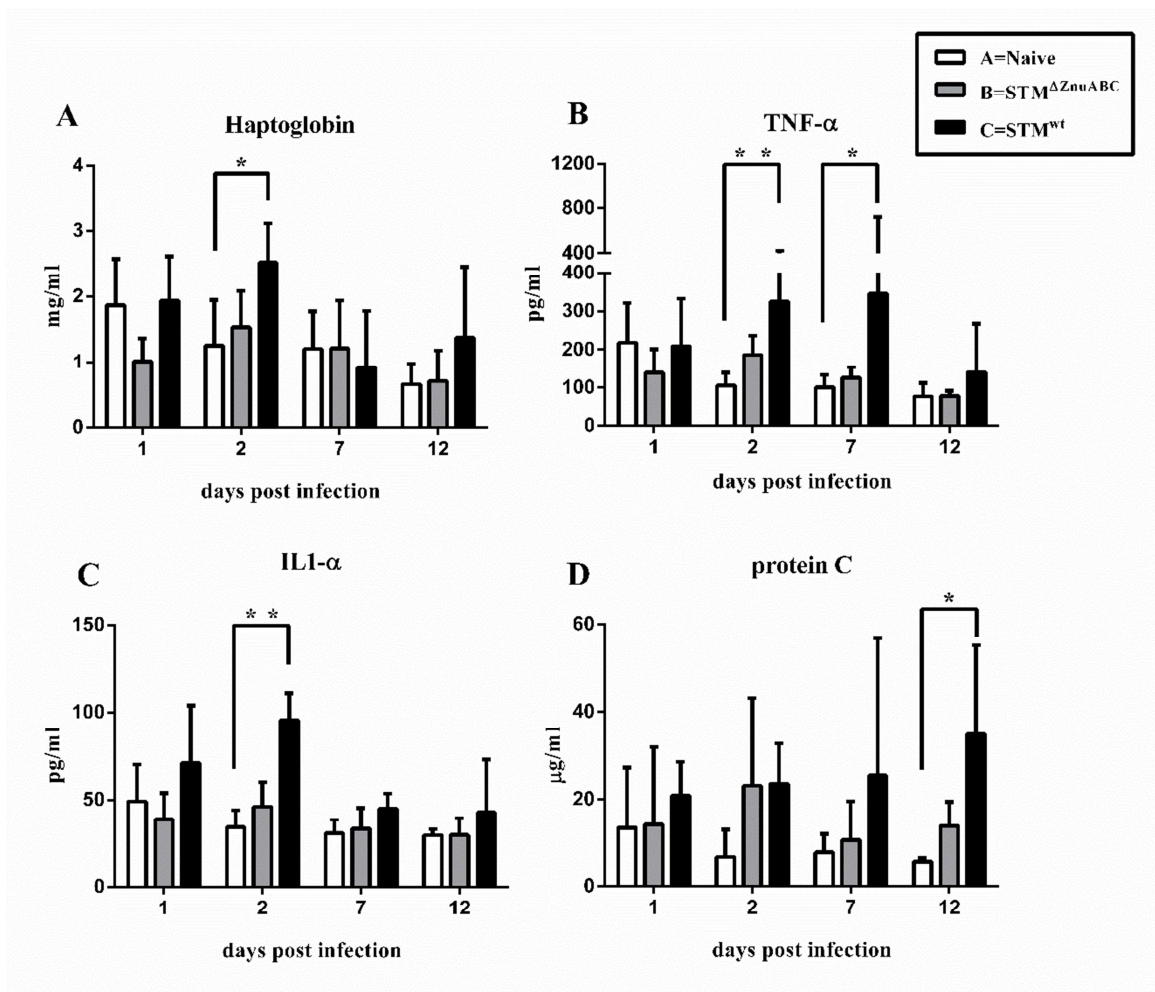 A=Naive
B=STMΔZnuABC
C=STMwt
A
Haptoglobin
*
4
3
2
1
0
mg/ml
1 2 7 12
days post infection
B
TNF-α
* * *
1200
800
400
400
300
200
100
0
pg/ml
1 2 7 12
days post infection
C
IL1-α
* *
150
100
50
0
pg/ml
1 2 7 12
days post infection
D
protein C
*
60
40
20
0
µg/ml
1 2 7 12
days post infection